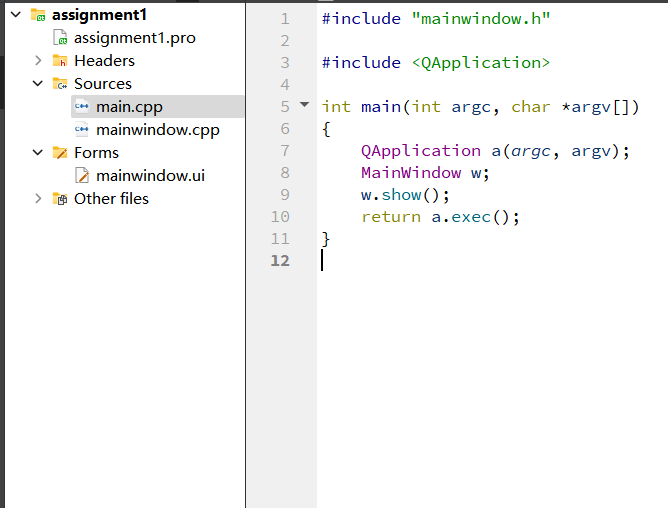 assignment1
assignment1.pro
Headers
Sources
main.cpp
mainwindow.cpp
Forms
mainwindow.ui
Other files
1 #include "mainwindow.h"
2
3 #include <QApplication>
4
5 int main(int argc, char *argv[])
6 {
7     QApplication a(argc, argv);
8     MainWindow w;
9     w.show();
10     return a.exec();
11 }
12